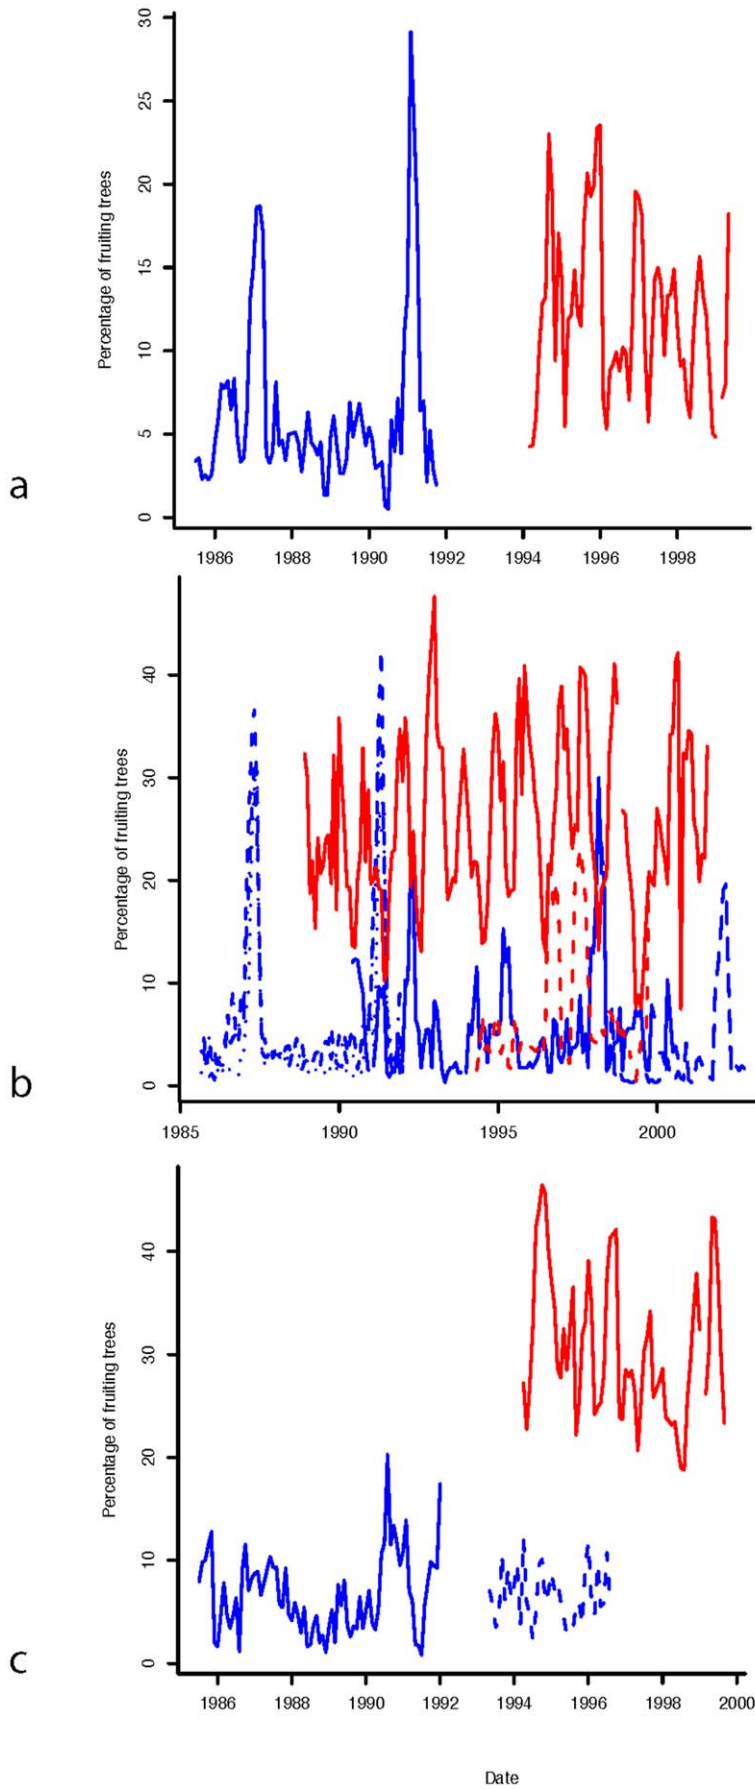 30
25
20
15
10
5
0
Percentage of fruiting trees
a
1986 1988 1990 1992 1994 1996 1998
40
30
20
10
0
Percentage of fruiting trees
b
1985 1990 1995 2000
40
30
20
10
0
Percentage of fruiting trees
c
1986 1988 1990 1992 1994 1996 1998 2000
Date